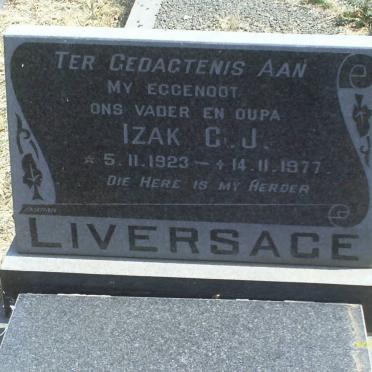 TER GEDAGTENIS AAN
MY EGGENOOT
ONS VADER EN OUPA
IZAK C.J.
* 5.11.1923 — + 14.11.1977
DIE HERE IS MY HERDER
LIVERSAGE